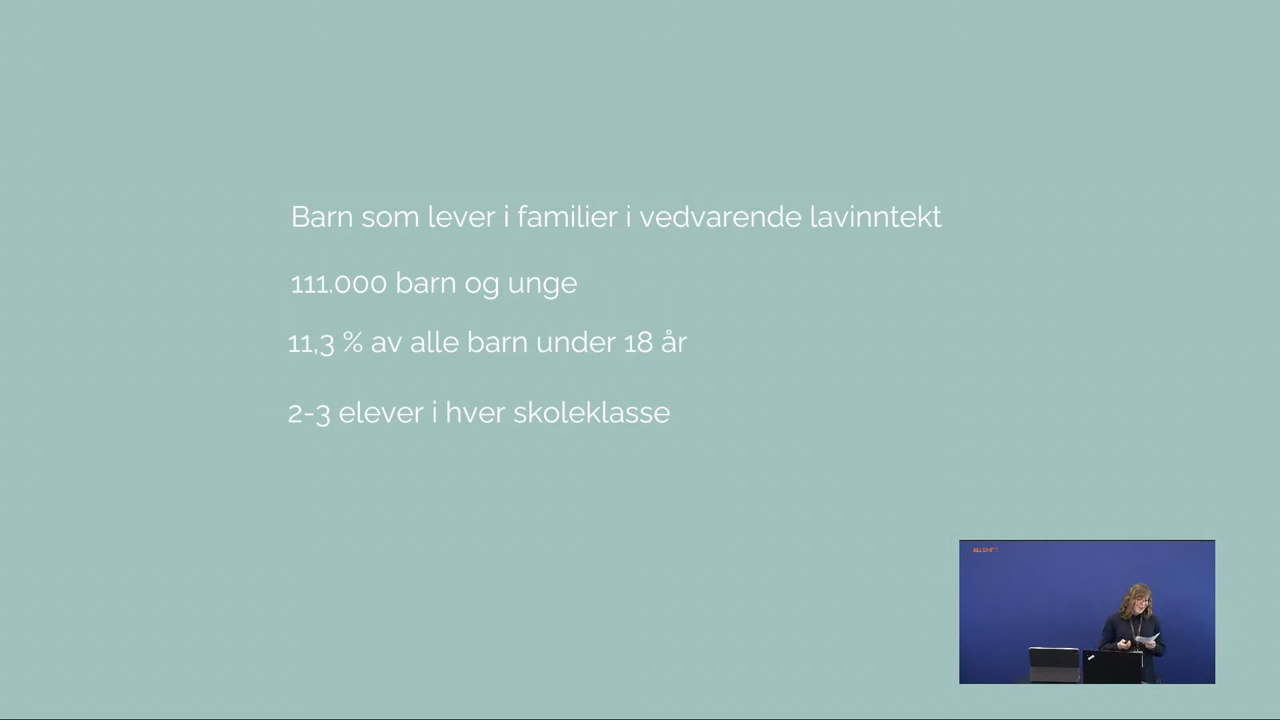 Barn som lever i familier i vedvarende lavinntekt
111.000 barn og unge
11,3 % av alle barn under 18 år
2-3 elever i hver skoleklasse